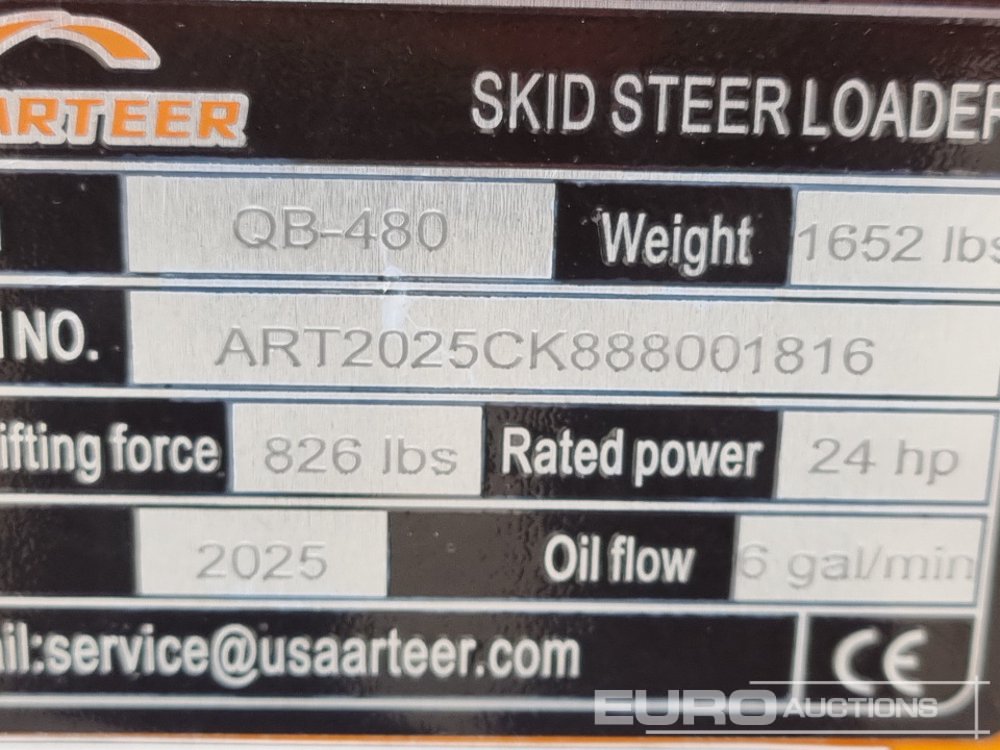 ARTEER
SKID STEER LOADER
QB-480 Weight 1652 lbs
NO. ART2025CK888001816
ifting force 826 lbs Rated power 24 hp
2025 Oil flow 6 gal/min
il:service@usaarteer.com CE
EURO AUCTIONS